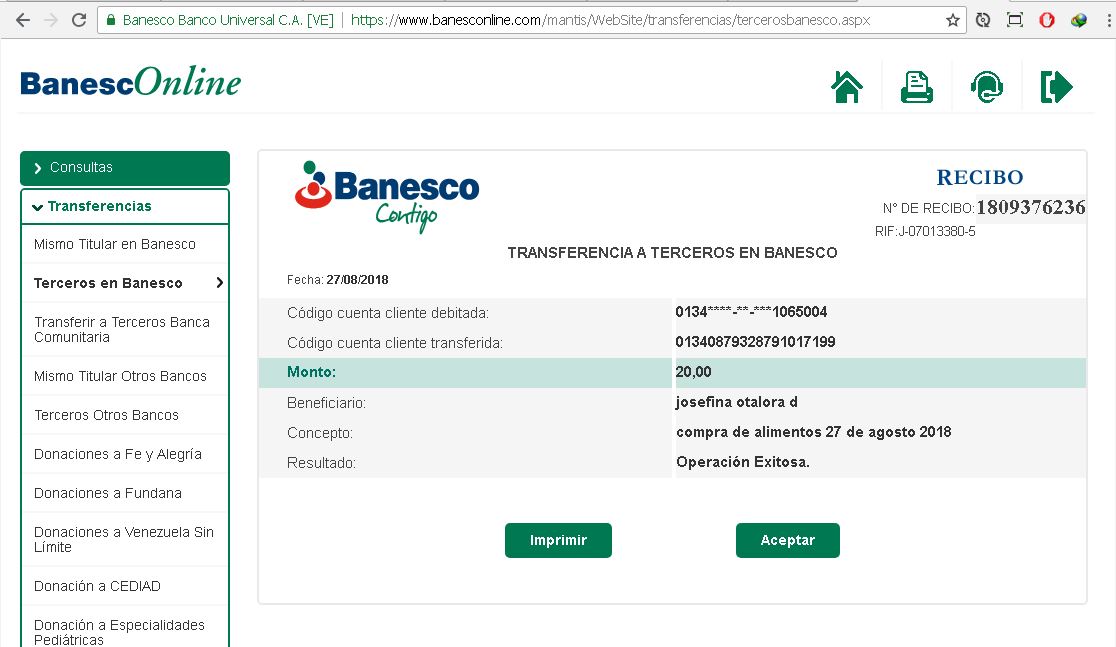 Banesco Banco Universal C.A. [VE] | https://www.banesconline.com/mantis/WebSite/transferencias/tercerosbanesco.aspx
BanescOnline
Consultas
Transferencias
Mismo Titular en Banesco
Terceros en Banesco
Transferir a Terceros Banca
Comunitaria
Mismo Titular Otros Bancos
Terceros Otros Bancos
Donaciones a Fe y Alegría
Donaciones a Fundana
Donaciones a Venezuela Sin
Límite
Donación a CEDIAD
Donación a Especialidades
Pediátricas
Banesco
Contigo
RECIBO
N° DE RECIBO: 1809376236
RIF:J-07013380-5
TRANSFERENCIA A TERCEROS EN BANESCO
Fecha: 27/08/2018
Código cuenta cliente debitada: 0134****-**-***1065004
Código cuenta cliente transferida: 01340879328791017199
Monto: 20,00
Beneficiario: josefina otalora d
Concepto: compra de alimentos 27 de agosto 2018
Resultado: Operación Exitosa.
Imprimir Aceptar